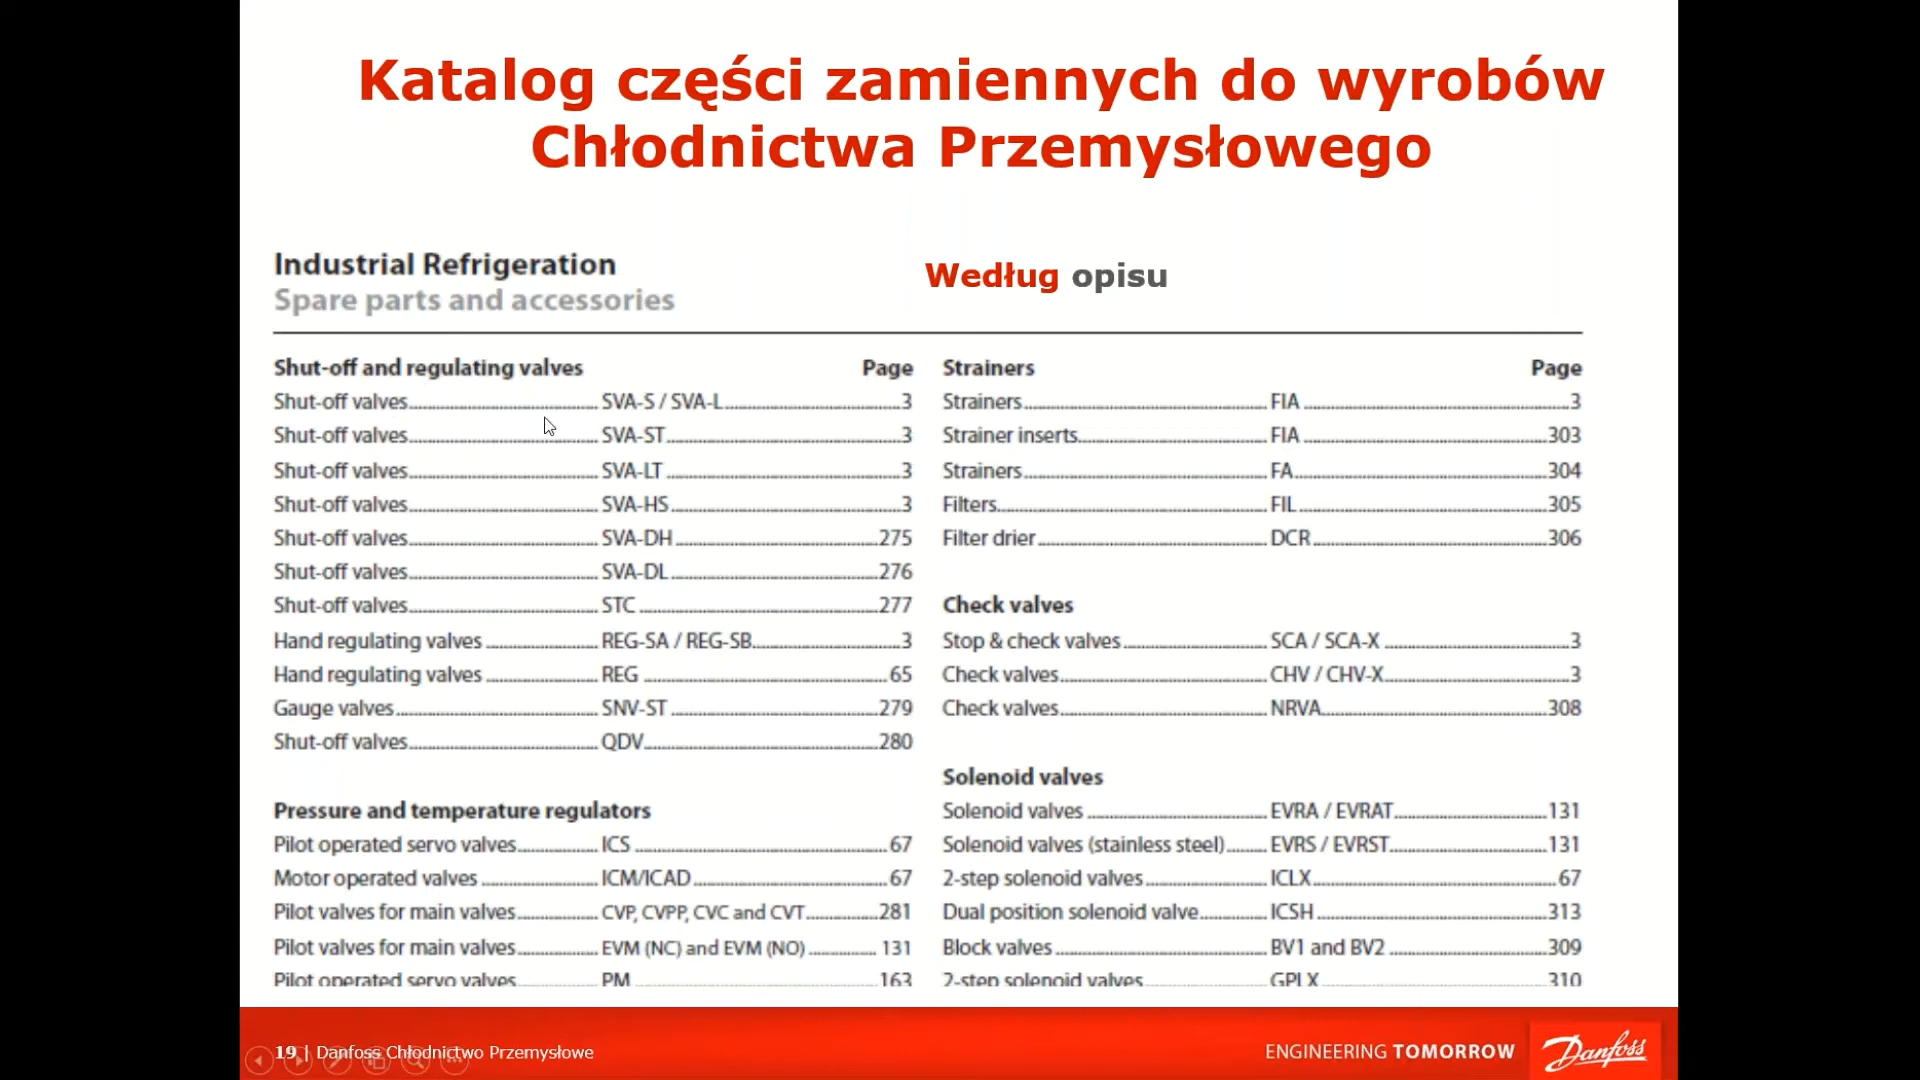 Katalog części zamiennych do wyrobów
Chłodnictwa Przemysłowego
Industrial Refrigeration
Spare parts and accessories
Według opisu
Shut-off and regulating valves Page
Shut-off valves SVA-S / SVA-L 3
Shut-off valves SVA-ST 3
Shut-off valves SVA-LT 3
Shut-off valves SVA-HS 3
Shut-off valves SVA-DH 275
Shut-off valves SVA-DL 276
Shut-off valves STC 277
Hand regulating valves REG-SA / REG-SB 3
Hand regulating valves REG 65
Gauge valves SNV-ST 279
Shut-off valves QDV 280
Pressure and temperature regulators
Pilot operated servo valves ICS 67
Motor operated valves ICM/ICAD 67
Pilot valves for main valves CVP, CVPP, CVC and CVT 281
Pilot valves for main valves EVM (NC) and EVM (NO) 131
Pilot operated servo valves PM 163
Strainers Page
Strainers FIA 3
Strainer inserts FIA 303
Strainers FA 304
Filters FIL 305
Filter drier DCR 306
Check valves
Stop & check valves SCA / SCA-X 3
Check valves CHV / CHV-X 3
Check valves NRVA 308
Solenoid valves
Solenoid valves EVRA / EVRAT 131
Solenoid valves (stainless steel) EVRS / EVRST 131
2-step solenoid valves ICLX 67
Dual position solenoid valve ICSH 313
Block valves BV1 and BV2 309
2-step solenoid valves GPLX 310
19 | Danfoss Chłodnictwo Przemysłowe
ENGINEERING TOMORROW
Danfoss